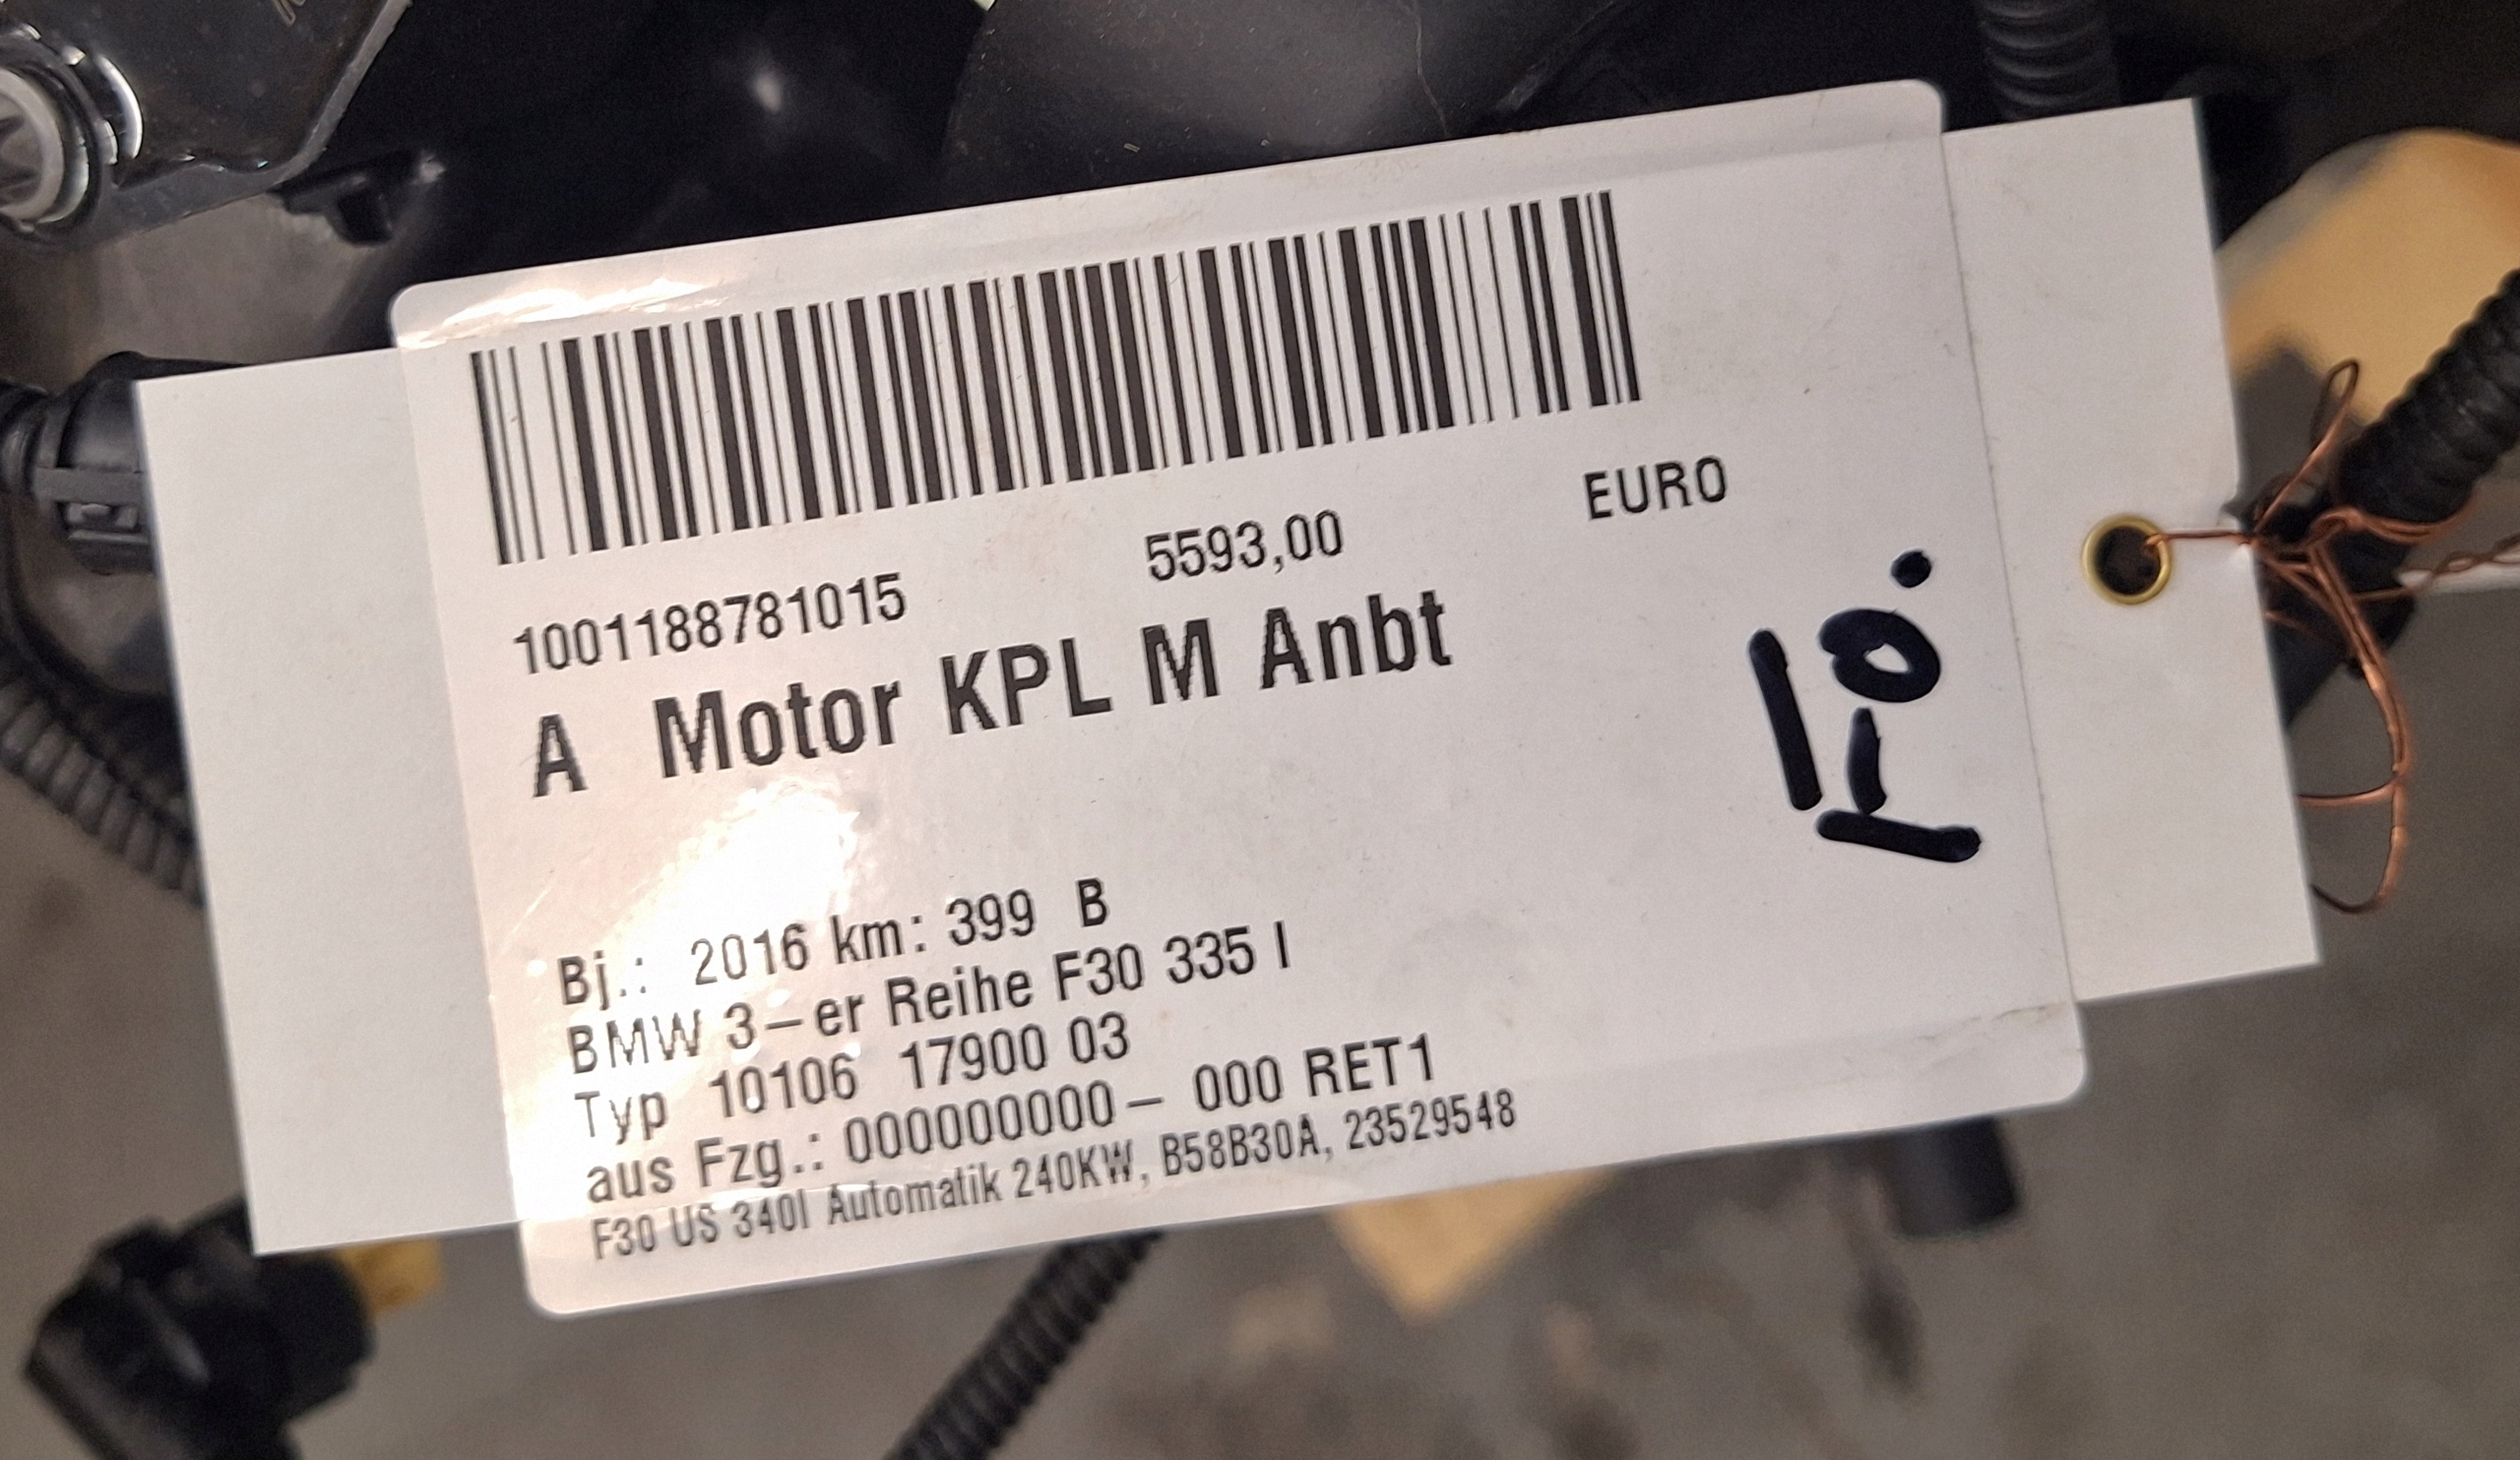 1001188781015 5593,00 EURO
A Motor KPL M Anbt
Bj.: 2016 km: 399 B
BMW 3-er Reihe F30 335 I
Typ 10106 17900 03
aus Fzg.: 000000000- 000 RET1
F30 US 340I Automatik 240KW, B58B30A, 23529548